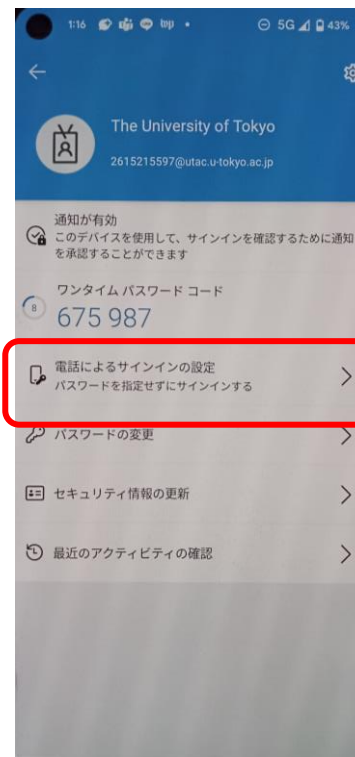 1:16 5G 43%
The University of Tokyo
2615215597@utac.u-tokyo.ac.jp
通知が有効
このデバイスを使用して、サインインを確認するために通知
を承認することができます
ワンタイム パスワード コード
8
675 987
電話によるサインインの設定
パスワードを指定せずにサインインする
パスワードの変更
セキュリティ情報の更新
最近のアクティビティの確認